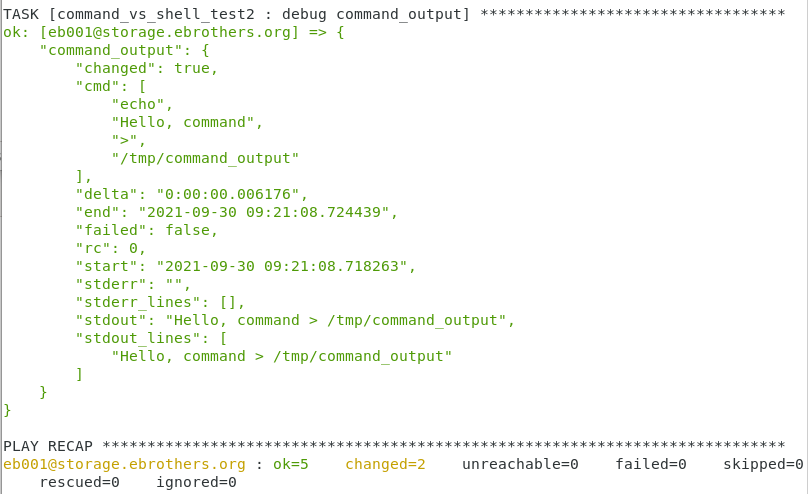 TASK [command_vs_shell_test2 : debug command_output] **********************************
ok: [eb001@storage.ebrothers.org] => {
    "command_output": {
        "changed": true,
        "cmd": [
            "echo",
            "Hello, command",
            ">",
            "/tmp/command_output"
        ],
        "delta": "0:00:00.006176",
        "end": "2021-09-30 09:21:08.724439",
        "failed": false,
        "rc": 0,
        "start": "2021-09-30 09:21:08.718263",
        "stderr": "",
        "stderr_lines": [],
        "stdout": "Hello, command > /tmp/command_output",
        "stdout_lines": [
            "Hello, command > /tmp/command_output"
        ]
    }
}
PLAY RECAP ****************************************************************************
eb001@storage.ebrothers.org : ok=5    changed=2    unreachable=0    failed=0    skipped=0
    rescued=0    ignored=0